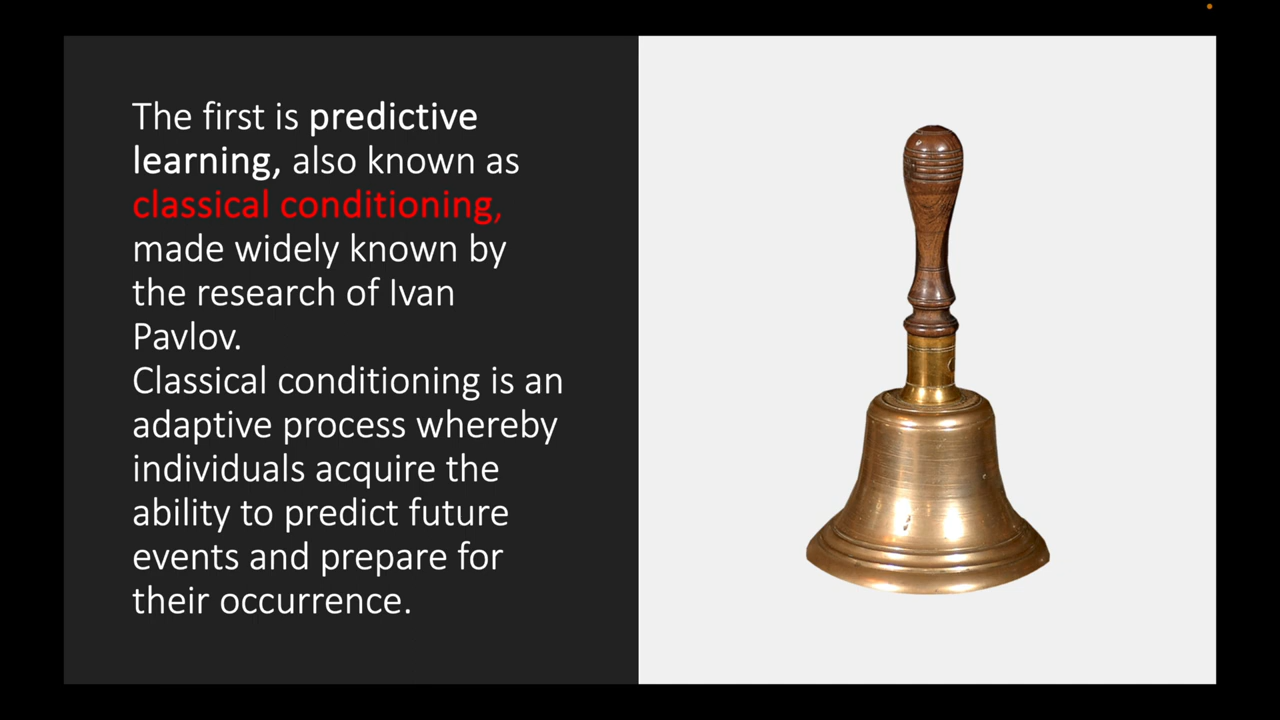 The first is predictive
learning, also known as
classical conditioning,
made widely known by
the research of Ivan
Pavlov.
Classical conditioning is an
adaptive process whereby
individuals acquire the
ability to predict future
events and prepare for
their occurrence.